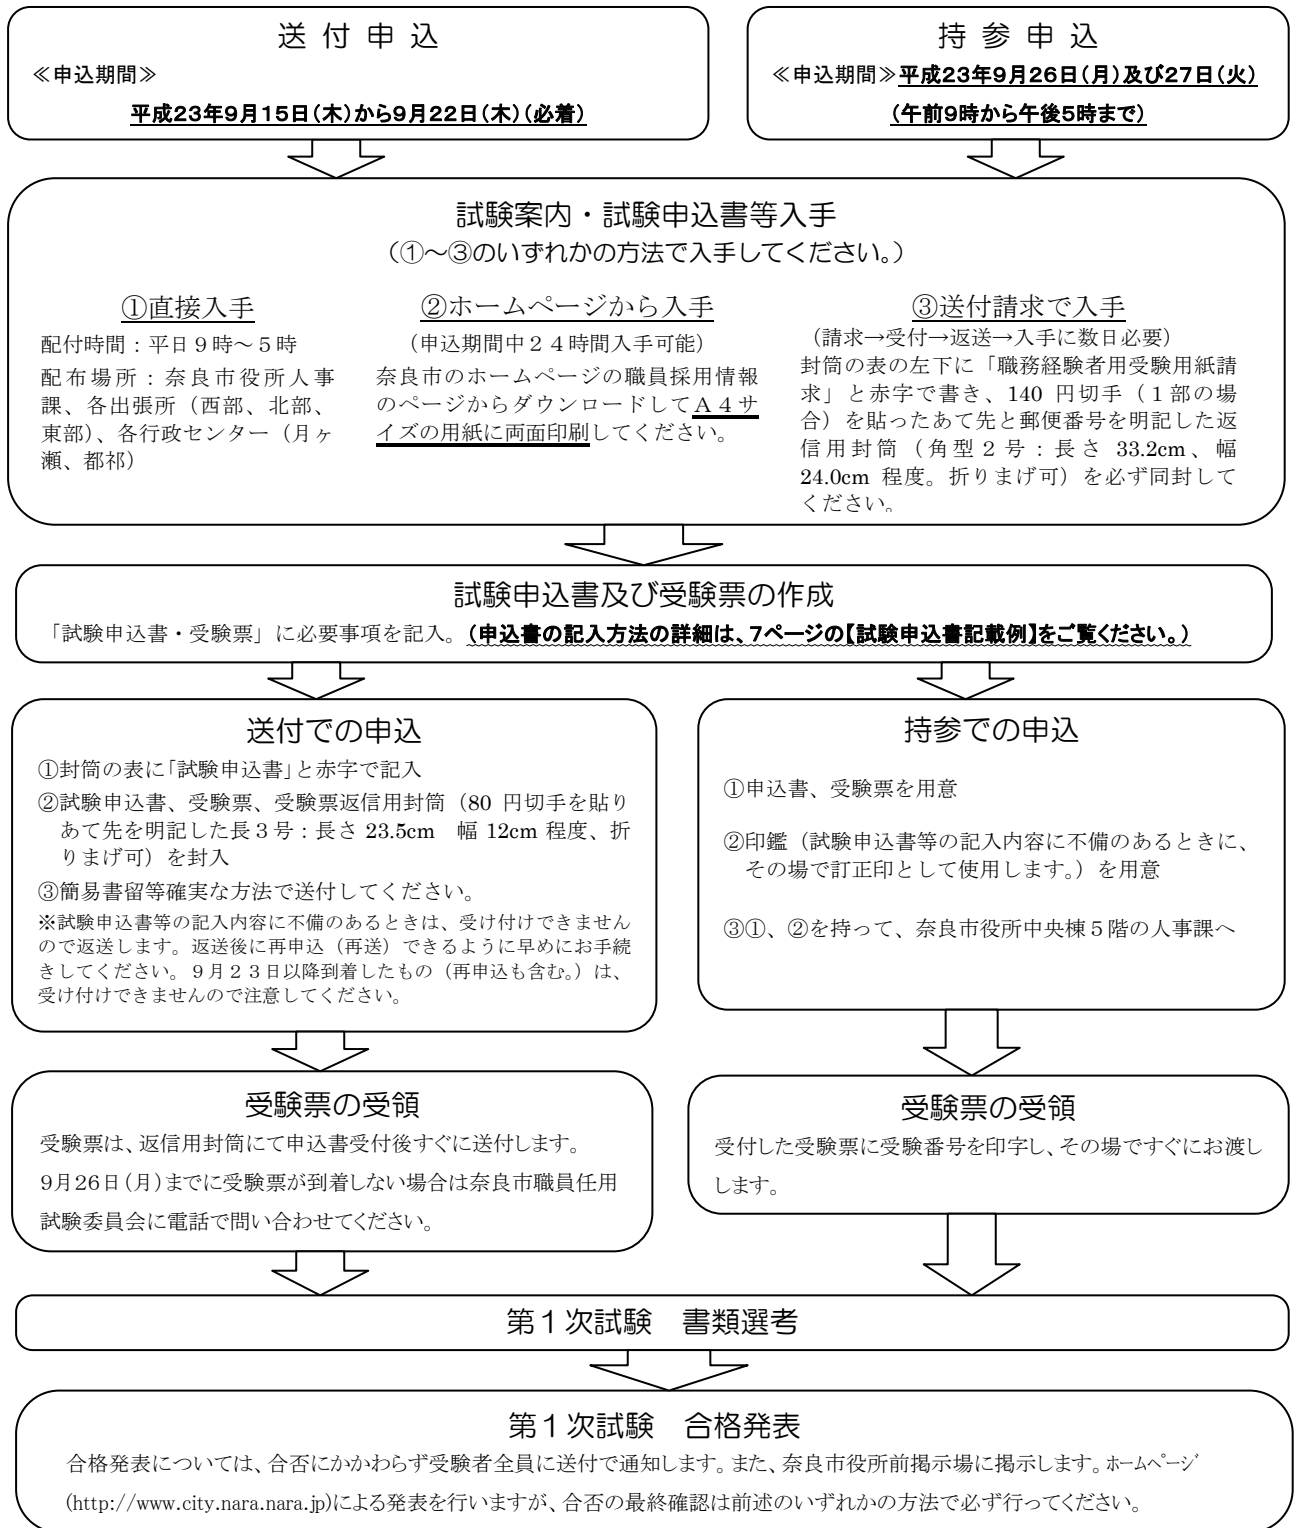 送 付 申 込
≪申込期間≫
平成23年9月15日(木)から9月22日(木)(必着)
持 参 申 込
≪申込期間≫平成23年9月26日(月)及び27日(火)
(午前9時から午後5時まで)
試験案内・試験申込書等入手
（①～③のいずれかの方法で入手してください。）
①直接入手
配付時間：平日９時～５時
配布場所：奈良市役所人事
課、各出張所（西部、北部、
東部）、各行政センター（月ヶ
瀬、都祁）
②ホームページから入手
（申込期間中２４時間入手可能）
奈良市のホームページの職員採用情報
のページからダウンロードしてＡ４サ
イズの用紙に両面印刷してください。
③送付請求で入手
（請求→受付→返送→入手に数日必要）
封筒の表の左下に「職務経験者用受験用紙請
求」と赤字で書き、140 円切手（１部の場
合）を貼ったあて先と郵便番号を明記した返
信用封筒（角型２号：長さ 33.2cm、幅
24.0cm 程度。折りまげ可）を必ず同封して
ください。
試験申込書及び受験票の作成
「試験申込書・受験票」に必要事項を記入。（申込書の記入方法の詳細は、7ページの【試験申込書記載例】をご覧ください。）
送付での申込
①封筒の表に「試験申込書」と赤字で記入
②試験申込書、受験票、受験票返信用封筒（80 円切手を貼り
あて先を明記した長３号：長さ 23.5cm　幅 12cm 程度、折
りまげ可）を封入
③簡易書留等確実な方法で送付してください。
※試験申込書等の記入内容に不備のあるときは、受け付けできません
ので返送します。返送後に再申込（再送）できるように早めにお手続
きしてください。９月２３日以降到着したもの（再申込も含む。）は、
受け付けできませんので注意してください。
持参での申込
①申込書、受験票を用意
②印鑑（試験申込書等の記入内容に不備のあるときに、
その場で訂正印として使用します。）を用意
③①、②を持って、奈良市役所中央棟５階の人事課へ
受験票の受領
受験票は、返信用封筒にて申込書受付後すぐに送付します。
9月26日(月)までに受験票が到着しない場合は奈良市職員任用
試験委員会に電話で問い合わせてください。
受験票の受領
受付した受験票に受験番号を印字し、その場ですぐにお渡し
します。
第１次試験　書類選考
第１次試験　合格発表
合格発表については、合否にかかわらず受験者全員に送付で通知します。また、奈良市役所前掲示場に掲示します。ﾎｰﾑﾍﾟｰｼﾞ
(http://www.city.nara.nara.jp)による発表を行いますが、合否の最終確認は前述のいずれかの方法で必ず行ってください。